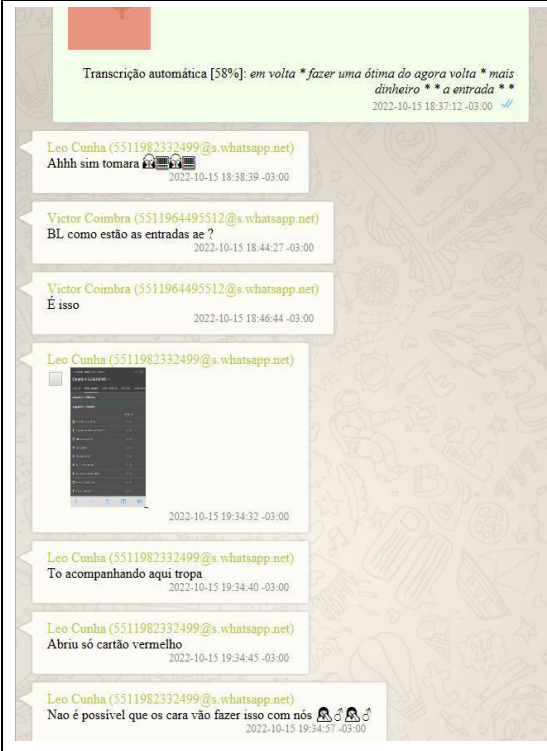 Transcrição automática [58%]: em volta * fazer uma ótima do agora volta * mais
dinheiro * * a entrada * *
2022-10-15 18:37:12 -03:00
Leo Cunha (5511982332499@s.whatsapp.net)
Ahhh sim tomara
2022-10-15 18:38:39 -03:00
Victor Coimbra (5511964495512@s.whatsapp.net)
BL como estão as entradas ae ?
2022-10-15 18:44:27 -03:00
Victor Coimbra (5511964495512@s.whatsapp.net)
É isso
2022-10-15 18:46:44 -03:00
Leo Cunha (5511982332499@s.whatsapp.net)
2022-10-15 19:34:32 -03:00
Leo Cunha (5511982332499@s.whatsapp.net)
To acompanhando aqui tropa
2022-10-15 19:34:40 -03:00
Leo Cunha (5511982332499@s.whatsapp.net)
Abriu só cartão vermelho
2022-10-15 19:34:45 -03:00
Leo Cunha (5511982332499@s.whatsapp.net)
Nao é possível que os cara vão fazer isso com nós
2022-10-15 19:34:57 -03:00